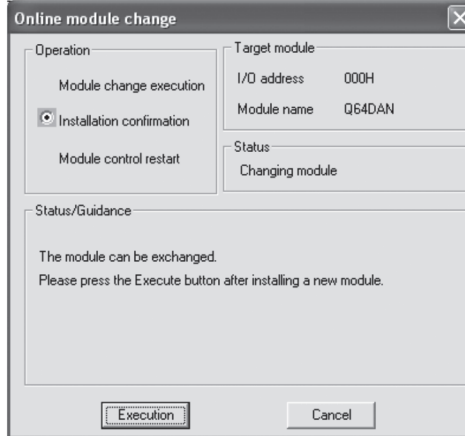 Online module change
Operation
Module change execution
Installation confirmation
Module control restart
Target module
I/O address 000H
Module name Q64DAN
Status
Changing module
Status/Guidance
The module can be exchanged.
Please press the Execute button after installing a new module.
Execution Cancel